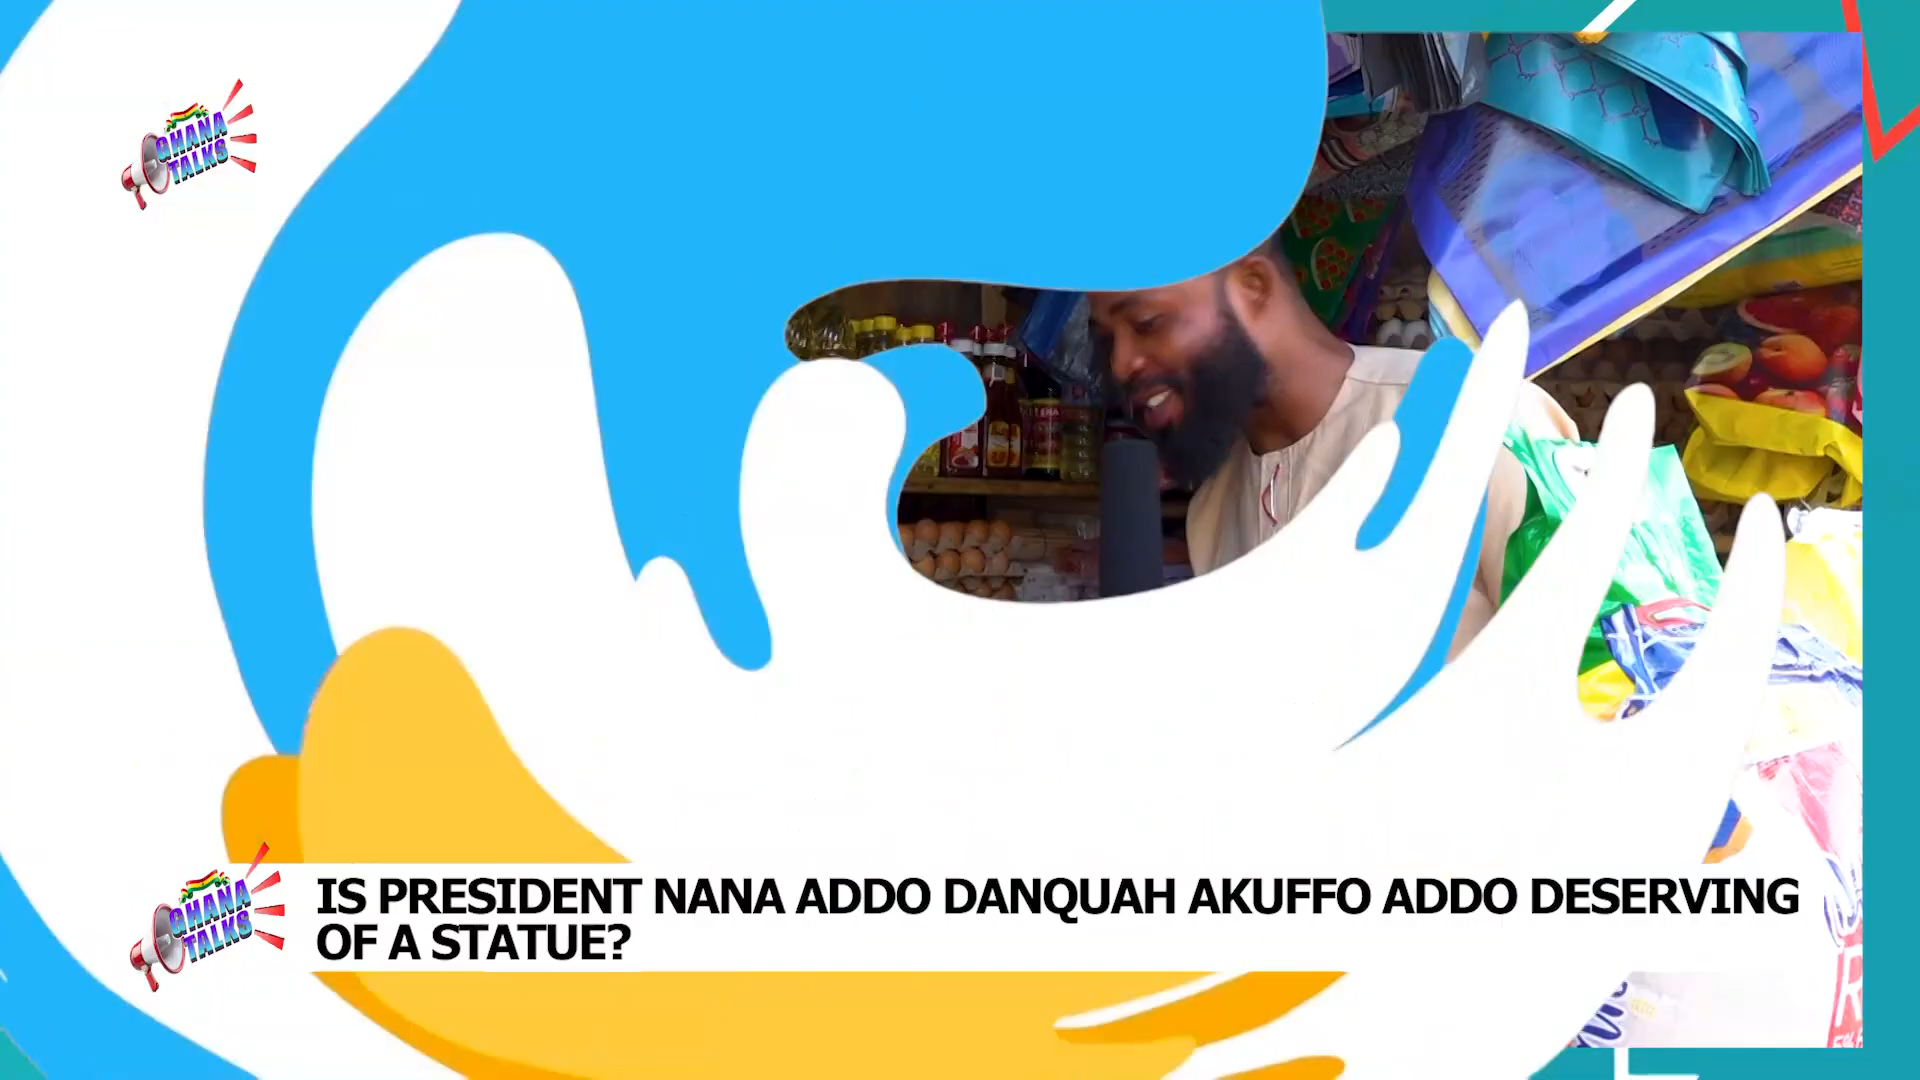 GHANA
TALKS
GHANA
TALKS
IS PRESIDENT NANA ADDO DANQUAH AKUFFO ADDO DESERVING
OF A STATUE?